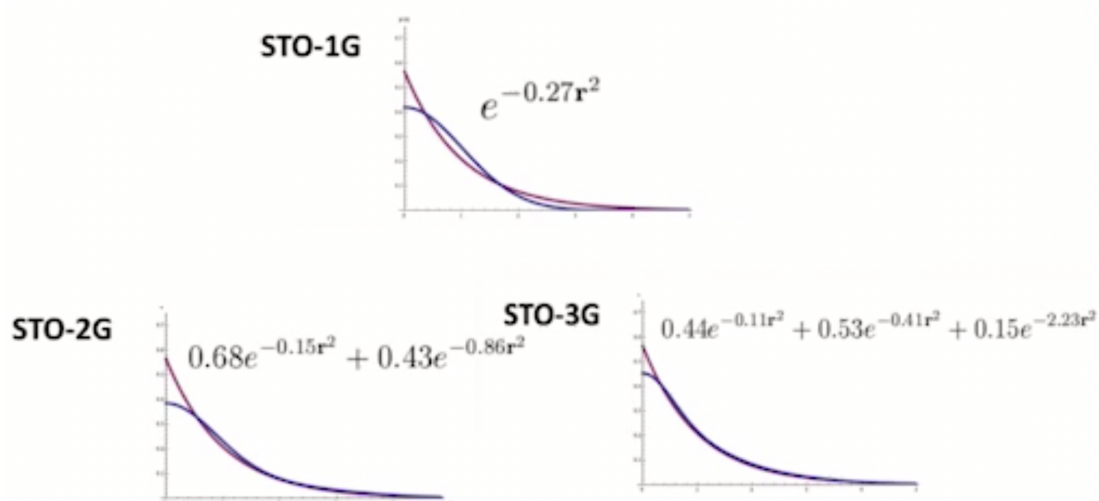 STO-1G
e^{-0.27r^2}
STO-2G
0.68e^{-0.15r^2} + 0.43e^{-0.86r^2}
STO-3G
0.44e^{-0.11r^2} + 0.53e^{-0.41r^2} + 0.15e^{-2.23r^2}